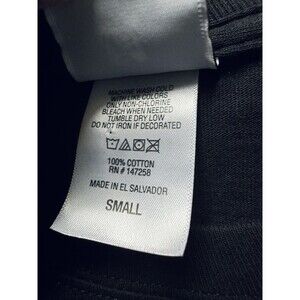 MACHINE WASH COLD
WITH LIKE COLORS
ONLY NON-CHLORINE
BLEACH WHEN NEEDED
TUMBLE DRY LOW
DO NOT IRON IF DECORATED
100% COTTON
RN # 147258
MADE IN EL SALVADOR
SMALL